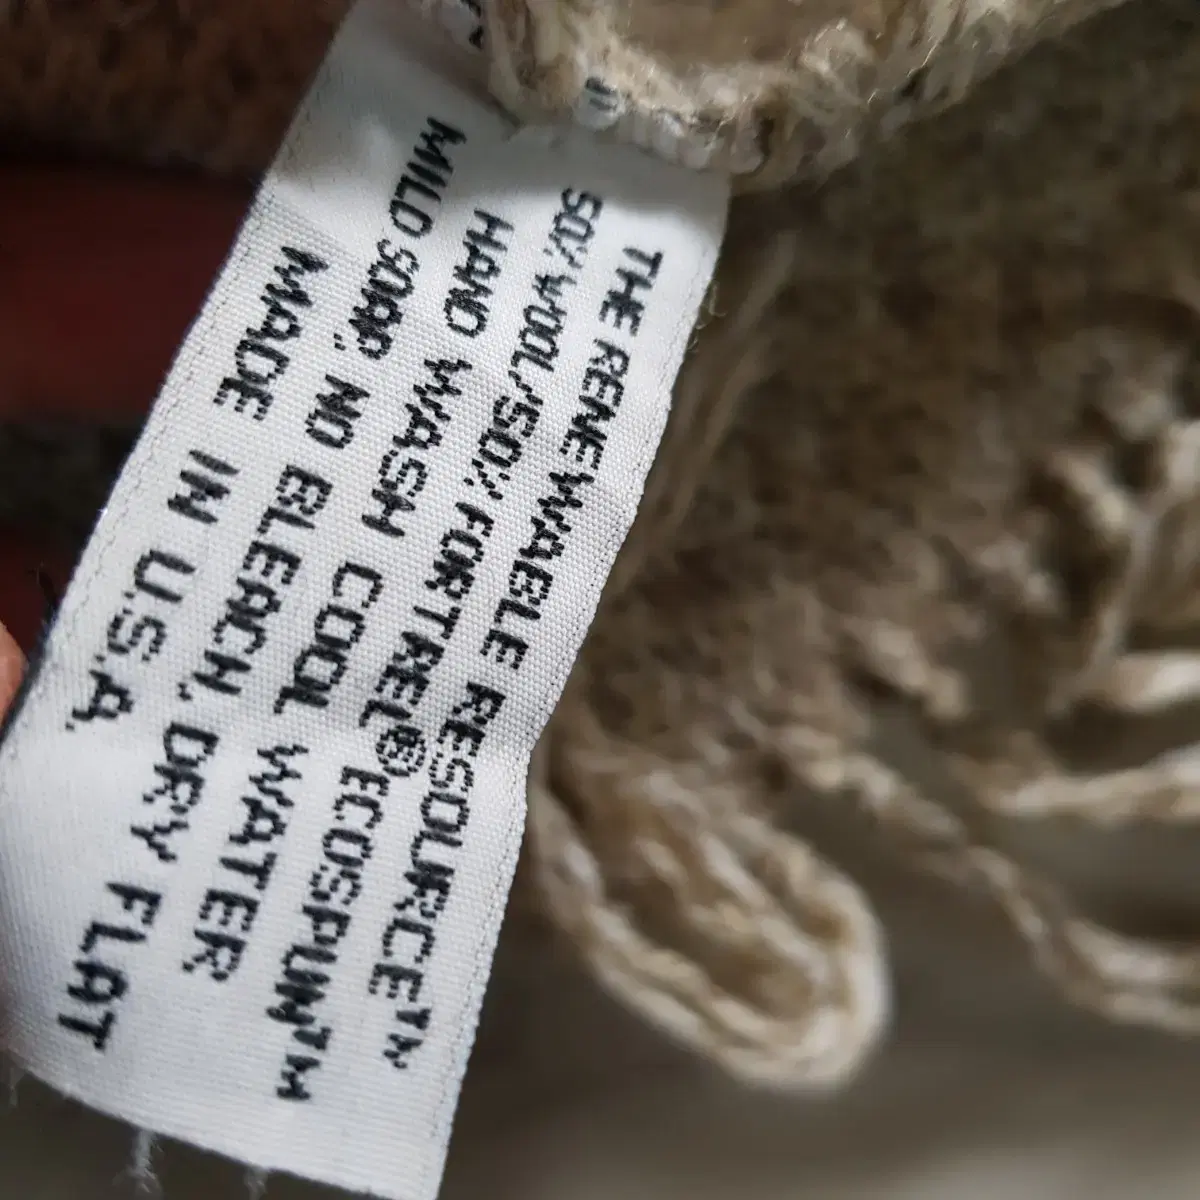 THE RENEWABLE RESOURCE™
50% WOOL/50% FORTREL® ECOSPUN™
HAND WASH COOL WATER
MILD SOAP, NO BLEACH, DRY FLAT
MADE IN U.S.A.